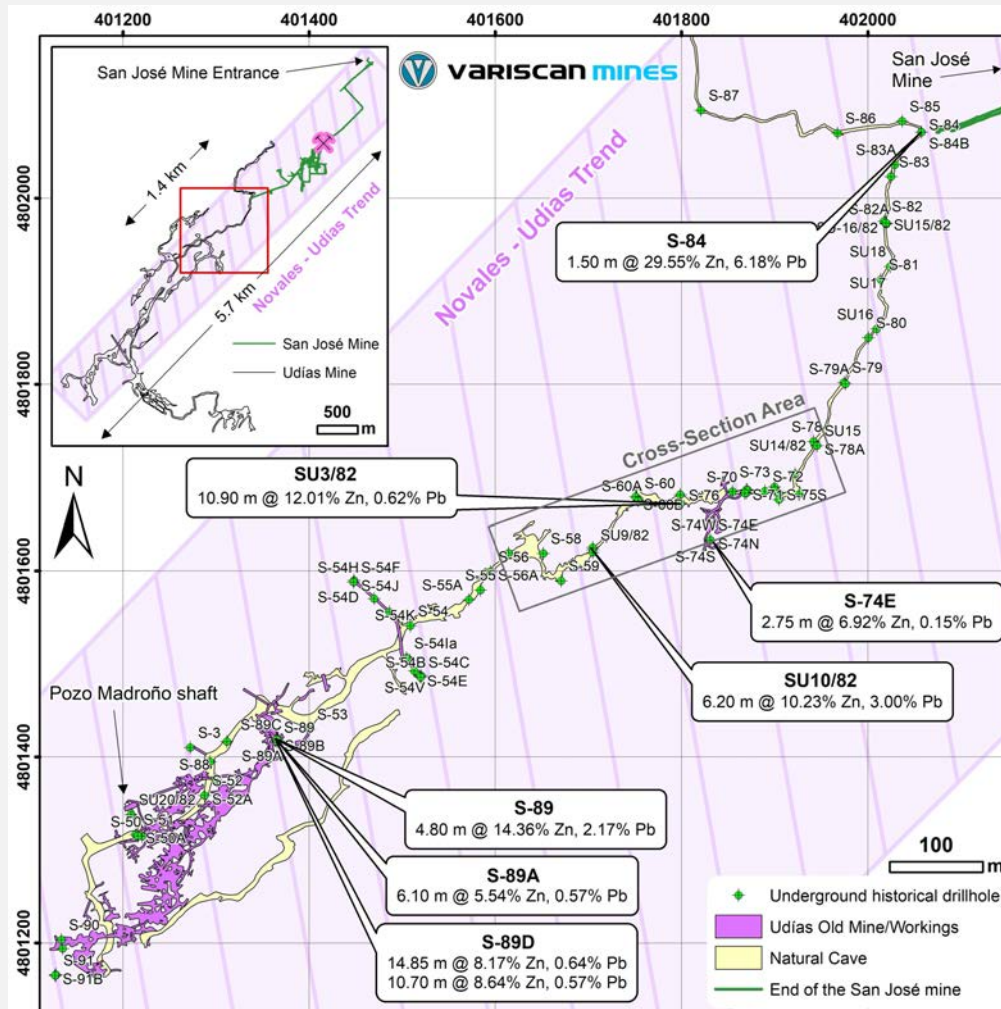 401200 401400 401600 401800 402000
San José Mine Entrance
VARISCAN MINES
San José
Mine
1.4 km
5.7 km
Novales - Udías Trend
San José Mine
Udías Mine
500
m
N
4802000
4801800
4801600
4801400
4801200
Novales - Udías Trend
S-87
S-86
S-85
S-84
S-84B
S-83A
S-83
S-82A
S-82
SU15/82
SU18
S-81
SU17
SU16
S-80
S-79A
S-79
S-84
1.50 m @ 29.55% Zn, 6.18% Pb
Cross-Section Area
S-78
SU15
SU14/82
S-78A
SU3/82
10.90 m @ 12.01% Zn, 0.62% Pb
S-60A
S-60
S-76
S-70
S-73
S-72
S-71
S-75S
S-74W
S-74E
S-74S
S-74N
SU9/82
S-58
S-59
S-56
S-56A
S-55
S-55A
S-54H
S-54F
S-54J
S-54D
S-54K
S-54
S-54Ia
S-54B
S-54C
S-54V
S-54E
S-74E
2.75 m @ 6.92% Zn, 0.15% Pb
SU10/82
6.20 m @ 10.23% Zn, 3.00% Pb
Pozo Madroño shaft
S-53
S-3
S-89C
S-89
S-89B
S-89A
S-88
S-52
S-52A
SU20/82
S-50
S-51
S-50A
S-90
S-91
S-91B
S-89
4.80 m @ 14.36% Zn, 2.17% Pb
S-89A
6.10 m @ 5.54% Zn, 0.57% Pb
S-89D
14.85 m @ 8.17% Zn, 0.64% Pb
10.70 m @ 8.64% Zn, 0.57% Pb
100
m
Underground historical drillhole
Udías Old Mine/Workings
Natural Cave
End of the San José mine